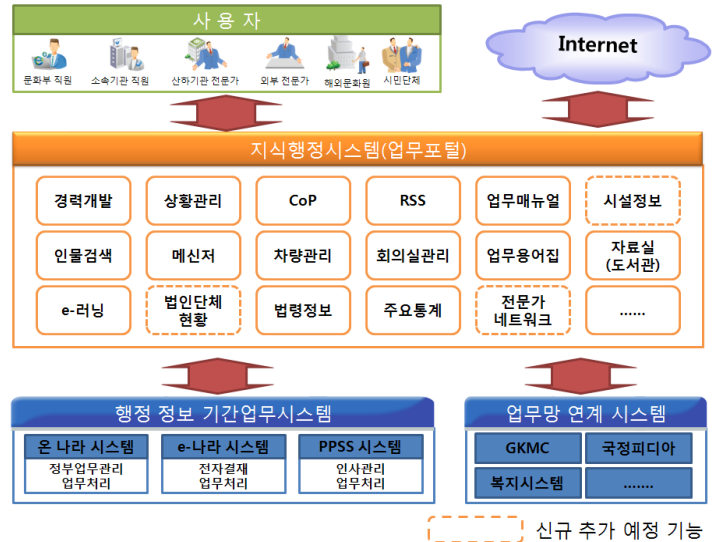 사 용 자
문화부 직원
소속기관 직원
산하기관 전문가
외부 전문가
해외문화원
시민단체
Internet
지식행정시스템(업무포털)
경력개발
상황관리
CoP
RSS
업무매뉴얼
시설정보
인물검색
메신저
차량관리
회의실관리
업무용어집
자료실
(도서관)
e-러닝
법인단체
현황
법령정보
주요통계
전문가
네트워크
......
행정 정보 기간업무시스템
온 나라 시스템
정부업무관리
업무처리
e-나라 시스템
전자결재
업무처리
PPSS 시스템
인사관리
업무처리
업무망 연계 시스템
GKMC
국정피디아
복지시스템
.......
신규 추가 예정 기능